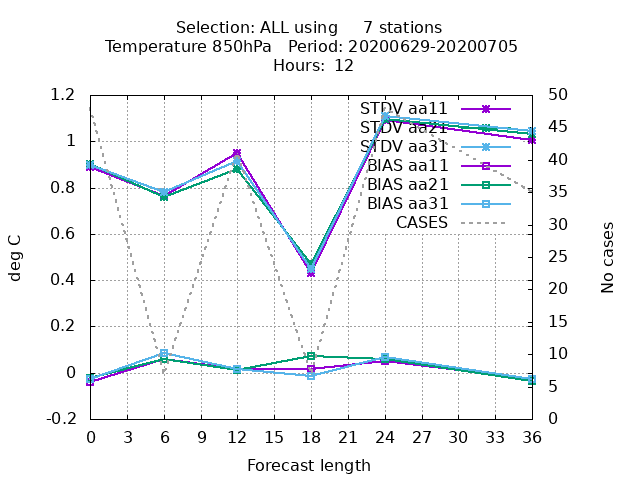 Selection: ALL using     7 stations
Temperature 850hPa   Period: 20200629-20200705
Hours: 12
1.2
1
0.8
0.6
0.4
0.2
0
-0.2
deg C
STDV aa11
STDV aa21
STDV aa31
BIAS aa11
BIAS aa21
BIAS aa31
CASES
50
45
40
35
30
25
20
15
10
5
0
No cases
0 3 6 9 12 15 18 21 24 27 30 33 36
Forecast length